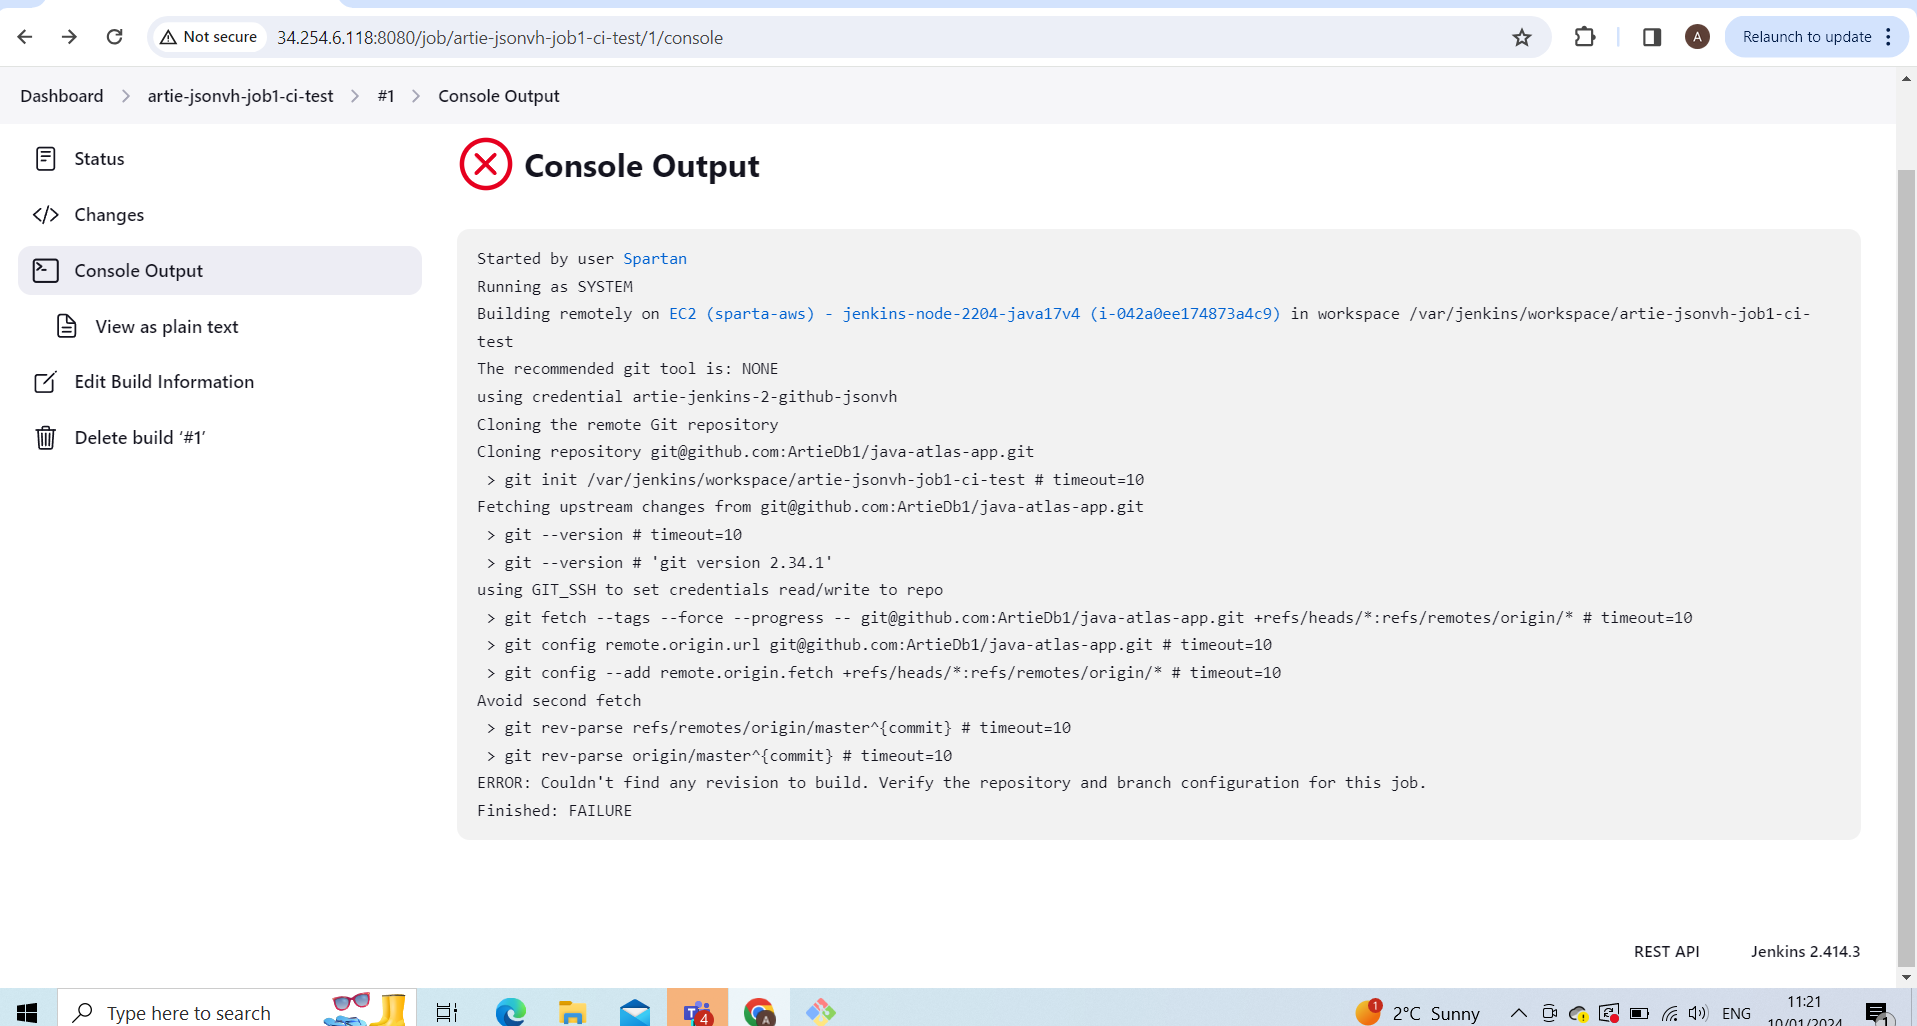 Not secure
34.254.6.118:8080/job/artie-jsonvh-job1-ci-test/1/console
A
Relaunch to update
Dashboard
artie-jsonvh-job1-ci-test
#1
Console Output
Status
Changes
Console Output
View as plain text
Edit Build Information
Delete build ‘#1’
Console Output
Started by user Spartan
Running as SYSTEM
Building remotely on EC2 (sparta-aws) - jenkins-node-2204-java17v4 (i-042a0ee174873a4c9) in workspace /var/jenkins/workspace/artie-jsonvh-job1-ci-
test
The recommended git tool is: NONE
using credential artie-jenkins-2-github-jsonvh
Cloning the remote Git repository
Cloning repository git@github.com:ArtieDb1/java-atlas-app.git
> git init /var/jenkins/workspace/artie-jsonvh-job1-ci-test # timeout=10
Fetching upstream changes from git@github.com:ArtieDb1/java-atlas-app.git
> git --version # timeout=10
> git --version # 'git version 2.34.1'
using GIT_SSH to set credentials read/write to repo
> git fetch --tags --force --progress -- git@github.com:ArtieDb1/java-atlas-app.git +refs/heads/*:refs/remotes/origin/* # timeout=10
> git config remote.origin.url git@github.com:ArtieDb1/java-atlas-app.git # timeout=10
> git config --add remote.origin.fetch +refs/heads/*:refs/remotes/origin/* # timeout=10
Avoid second fetch
> git rev-parse refs/remotes/origin/master^{commit} # timeout=10
> git rev-parse origin/master^{commit} # timeout=10
ERROR: Couldn't find any revision to build. Verify the repository and branch configuration for this job.
Finished: FAILURE
REST API
Jenkins 2.414.3
Type here to search
4
A
1
2°C Sunny
ENG
11:21
10/01/2024
1